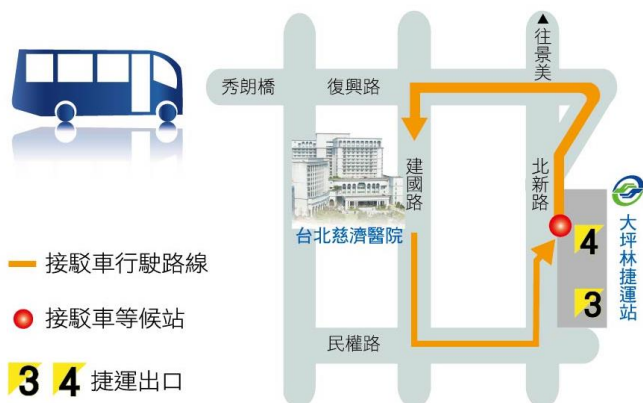 ▲往景美
秀朗橋
復興路
建國路
北新路
台北慈濟醫院
大坪林捷運站
4
3
民權路
接駁車行駛路線
接駁車等候站
3 4 捷運出口